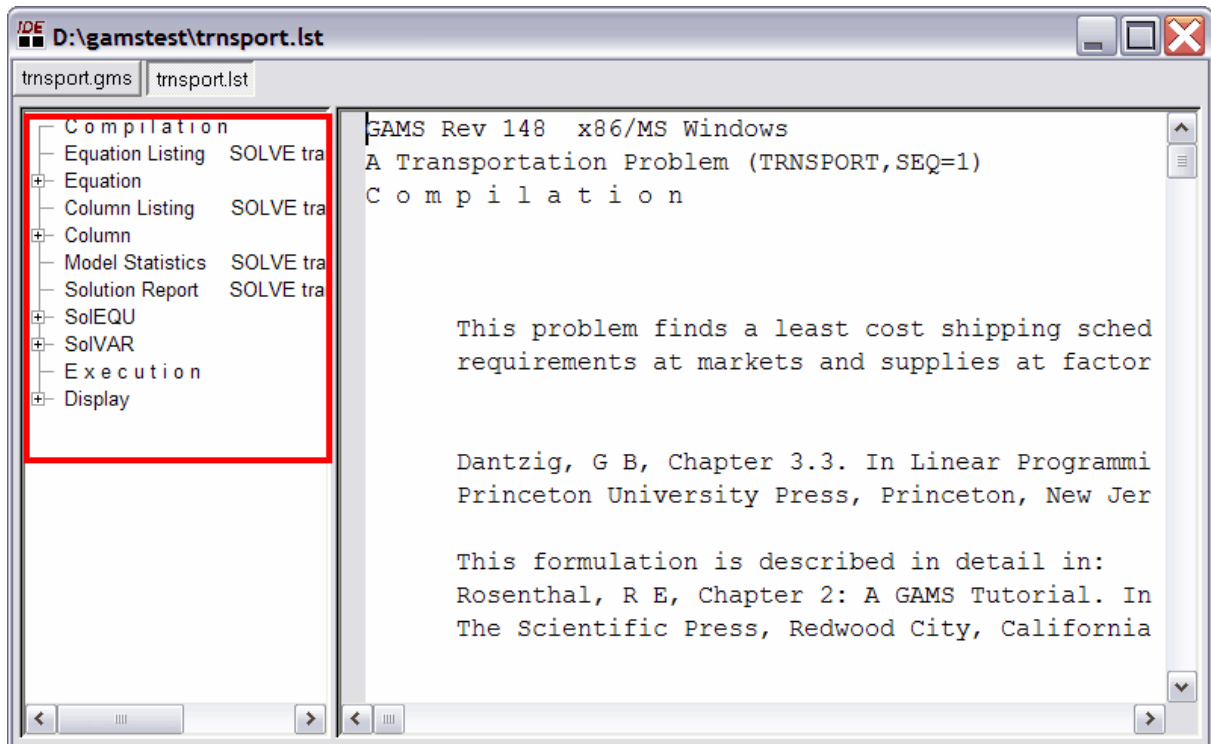 IDE D:\gamstest\trnsport.lst
trnsport.gms trnsport.lst
C o m p i l a t i o n
Equation Listing SOLVE tra
Equation
Column Listing SOLVE tra
Column
Model Statistics SOLVE tra
Solution Report SOLVE tra
SolEQU
SolVAR
E x e c u t i o n
Display
GAMS Rev 148 x86/MS Windows
A Transportation Problem (TRNSPORT,SEQ=1)
C o m p i l a t i o n
This problem finds a least cost shipping sched
requirements at markets and supplies at factor
Dantzig, G B, Chapter 3.3. In Linear Programmi
Princeton University Press, Princeton, New Jer
This formulation is described in detail in:
Rosenthal, R E, Chapter 2: A GAMS Tutorial. In
The Scientific Press, Redwood City, California